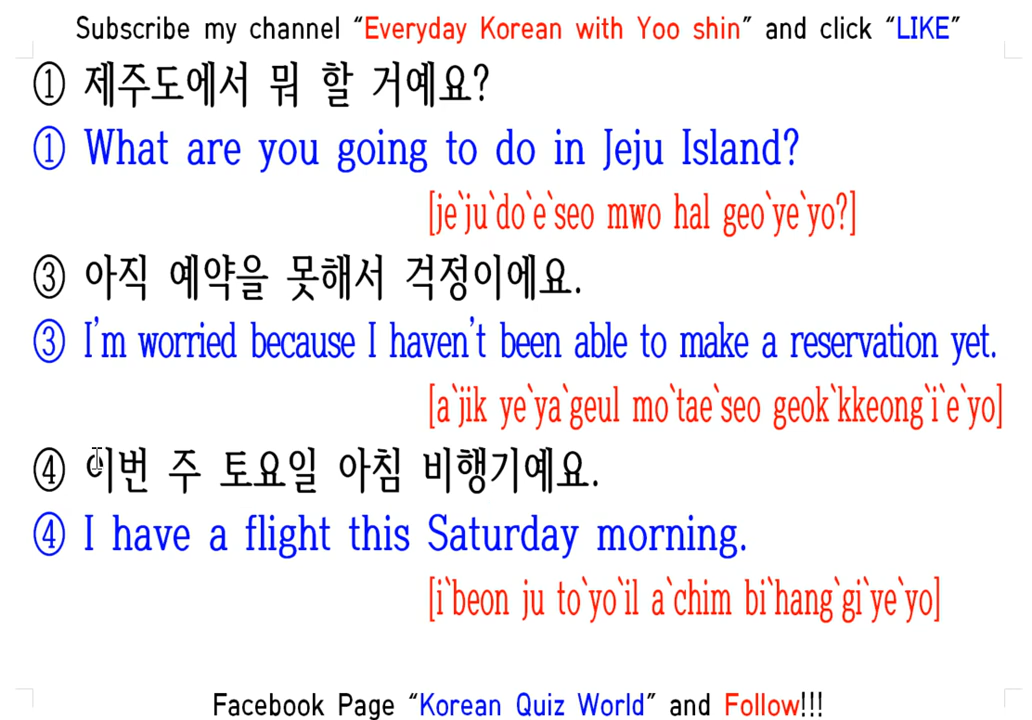 Subscribe my channel “Everyday Korean with Yoo shin” and click “LIKE”
① 제주도에서 뭐 할 거예요?
① What are you going to do in Jeju Island?
[je`ju`do`e`seo mwo hal geo`ye`yo?]
③ 아직 예약을 못해서 걱정이에요.
③ I'm worried because I haven't been able to make a reservation yet.
[a`jik ye`ya`geul mo`tae`seo geok`kkeong`i`e`yo]
④ 이번 주 토요일 아침 비행기예요.
④ I have a flight this Saturday morning.
[i`beon ju to`yo`il a`chim bi`hang`gi`ye`yo]
Facebook Page “Korean Quiz World” and Follow!!!